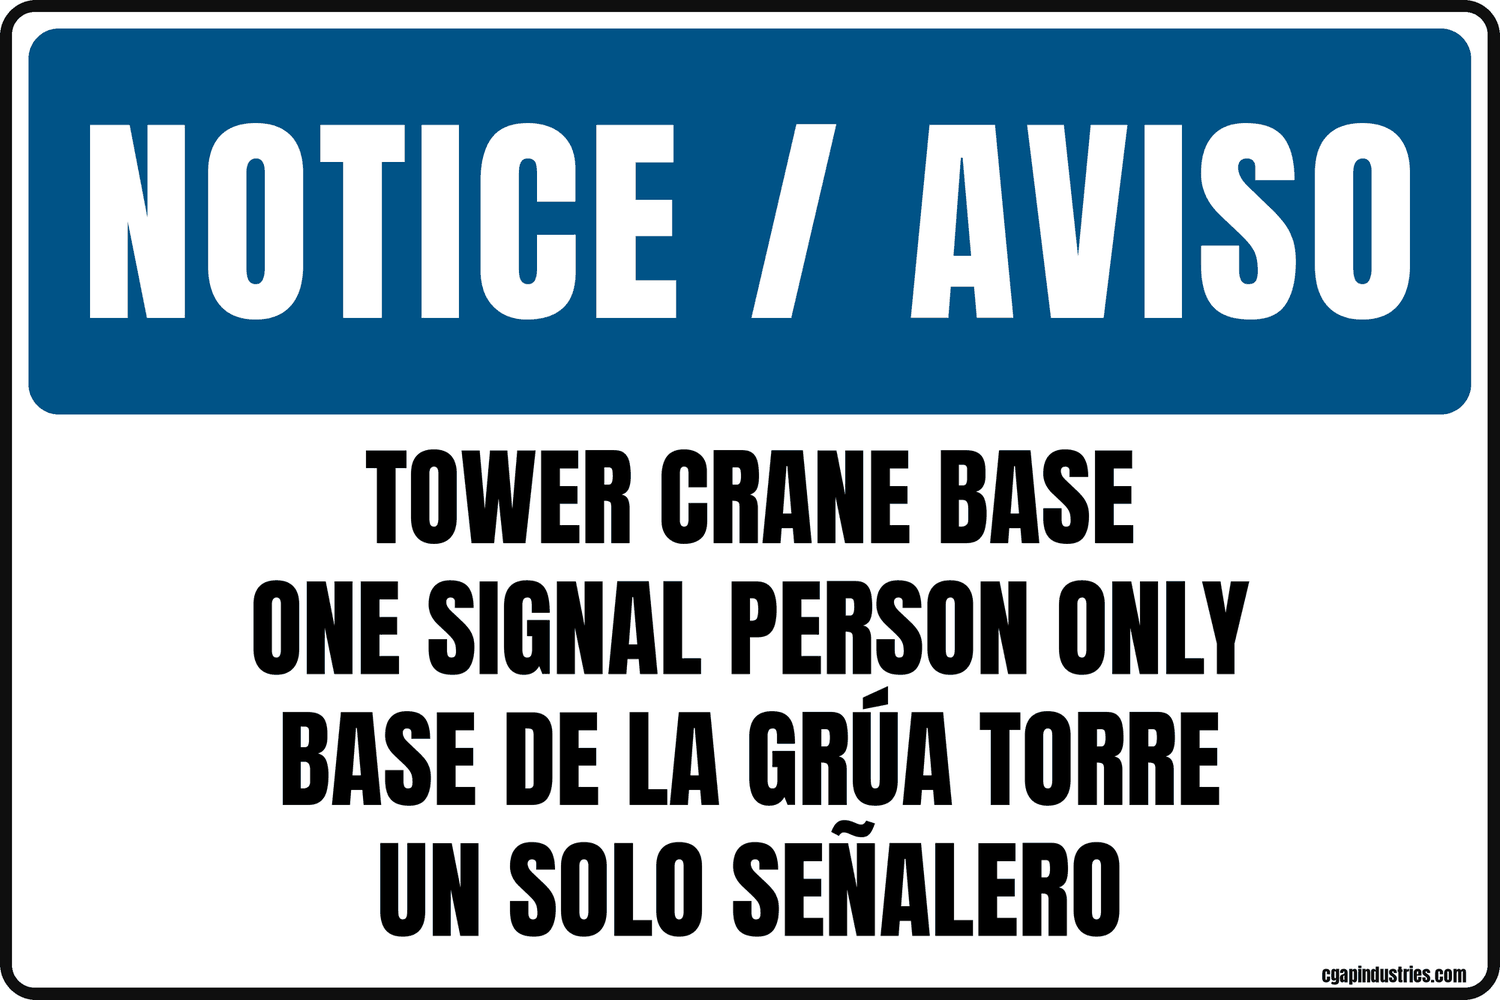 NOTICE / AVISO
TOWER CRANE BASE
ONE SIGNAL PERSON ONLY
BASE DE LA GRÚA TORRE
UN SOLO SEÑALERO
cgapindustries.com